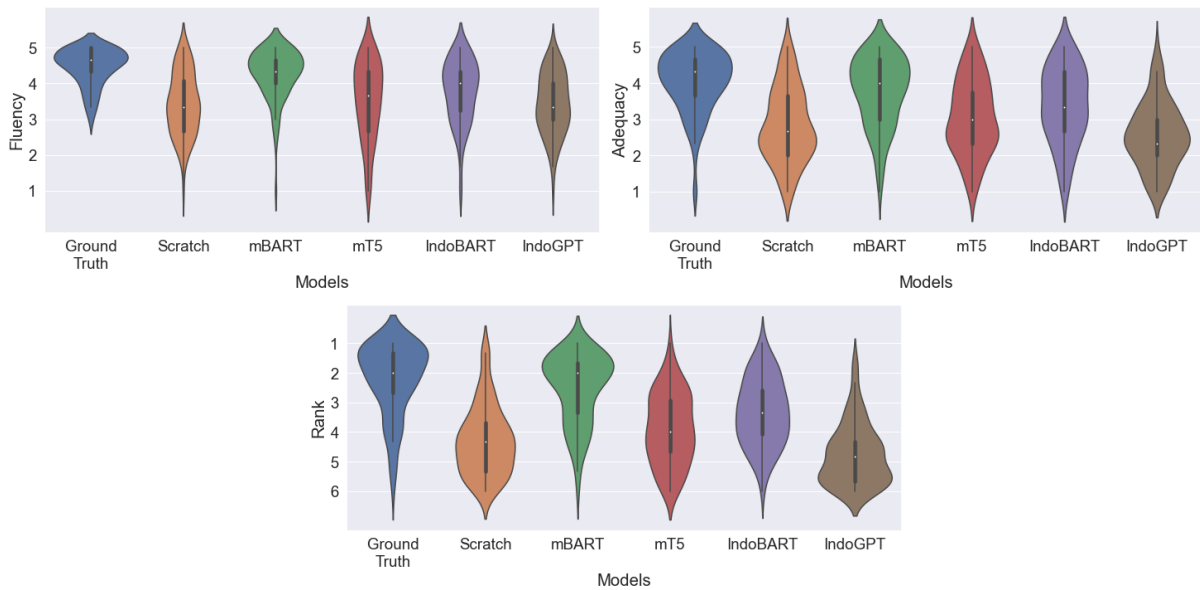 Fluency
5
4
3
2
1
Ground Truth
Scratch
mBART
mT5
IndoBART
IndoGPT
Models
Adequacy
5
4
3
2
1
Ground Truth
Scratch
mBART
mT5
IndoBART
IndoGPT
Models
Rank
1
2
3
4
5
6
Ground Truth
Scratch
mBART
mT5
IndoBART
IndoGPT
Models